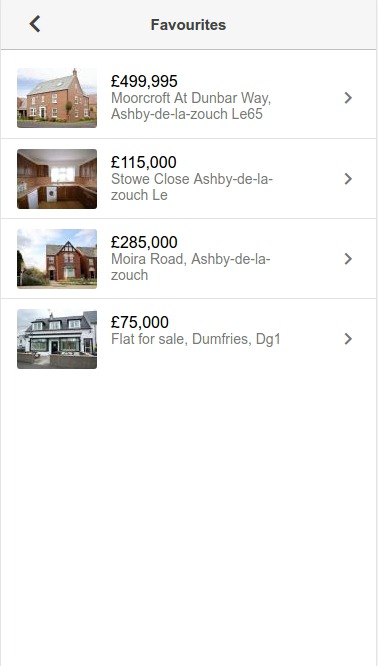 Favourites
£499,995
Moorcroft At Dunbar Way,
Ashby-de-la-zouch Le65
£115,000
Stowe Close Ashby-de-la-
zouch Le
£285,000
Moira Road, Ashby-de-la-
zouch
£75,000
Flat for sale, Dumfries, Dg1